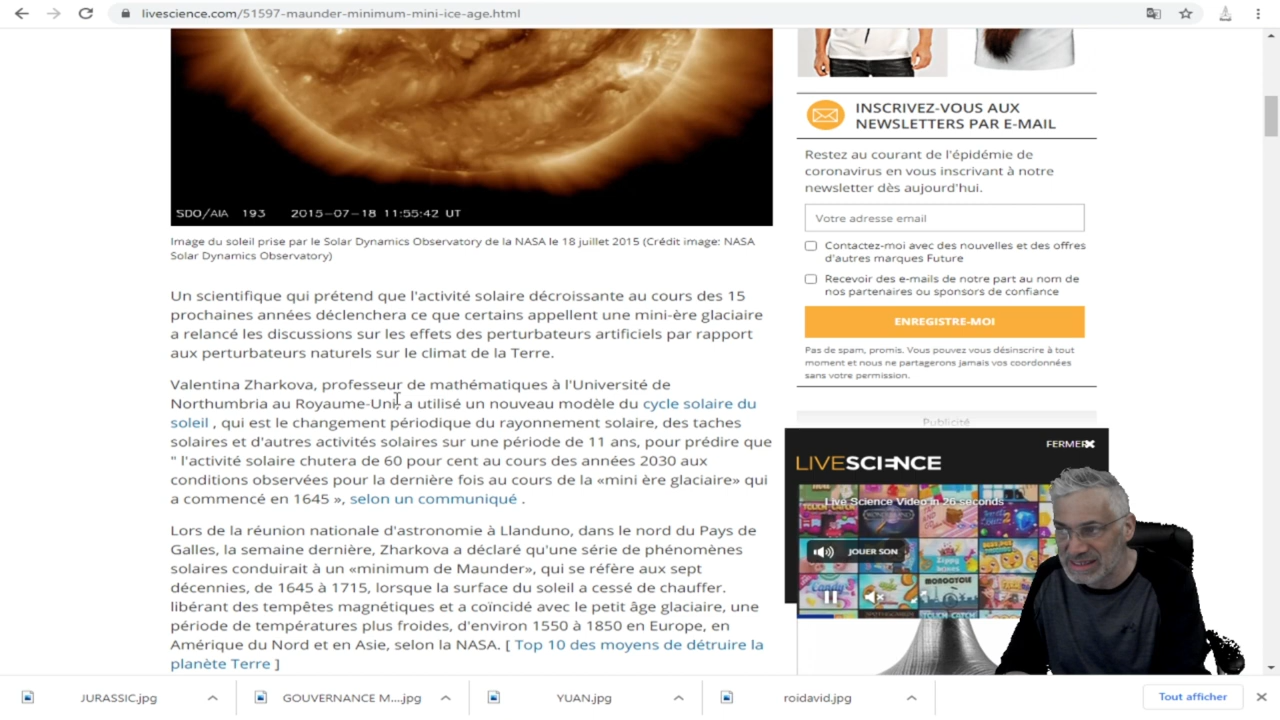 livescience.com/51597-maunder-minimum-mini-ice-age.html
SDO/AIA 193 2015-07-18 11:55:42 UT
Image du soleil prise par le Solar Dynamics Observatory de la NASA le 18 juillet 2015 (Crédit image: NASA
Solar Dynamics Observatory)
Un scientifique qui prétend que l'activité solaire décroissante au cours des 15
prochaines années déclenchera ce que certains appellent une mini-ère glaciaire
a relancé les discussions sur les effets des perturbateurs artificiels par rapport
aux perturbateurs naturels sur le climat de la Terre.
Valentina Zharkova, professeur de mathématiques à l'Université de
Northumbria au Royaume-Uni, a utilisé un nouveau modèle du cycle solaire du
soleil , qui est le changement périodique du rayonnement solaire, des taches
solaires et d'autres activités solaires sur une période de 11 ans, pour prédire que
" l'activité solaire chutera de 60 pour cent au cours des années 2030 aux
conditions observées pour la dernière fois au cours de la «mini ère glaciaire» qui
a commencé en 1645 », selon un communiqué .
Lors de la réunion nationale d'astronomie à Llanduno, dans le nord du Pays de
Galles, la semaine dernière, Zharkova a déclaré qu'une série de phénomènes
solaires conduirait à un «minimum de Maunder», qui se réfère aux sept
décennies, de 1645 à 1715, lorsque la surface du soleil a cessé de chauffer.
libérant des tempêtes magnétiques et a coïncidé avec le petit âge glaciaire, une
période de températures plus froides, d'environ 1550 à 1850 en Europe, en
Amérique du Nord et en Asie, selon la NASA. [ Top 10 des moyens de détruire la
planète Terre ]
INSCRIVEZ-VOUS AUX
NEWSLETTERS PAR E-MAIL
Restez au courant de l'épidémie de
coronavirus en vous inscrivant à notre
newsletter dès aujourd'hui.
Votre adresse email
Contactez-moi avec des nouvelles et des offres
d'autres marques Future
Recevoir des e-mails de notre part au nom de
nos partenaires ou sponsors de confiance
ENREGISTRE-MOI
Pas de spam, promis. Vous pouvez vous désinscrire à tout
moment et nous ne partagerons jamais vos coordonnées
sans votre permission.
Publicité
FERMER
LIVESCIENCE
Live Science Video in 26 seconds
JOUER SON
MONOCYCLE
JURASSIC.jpg
GOUVERNANCE M....jpg
YUAN.jpg
roidavid.jpg
Tout afficher